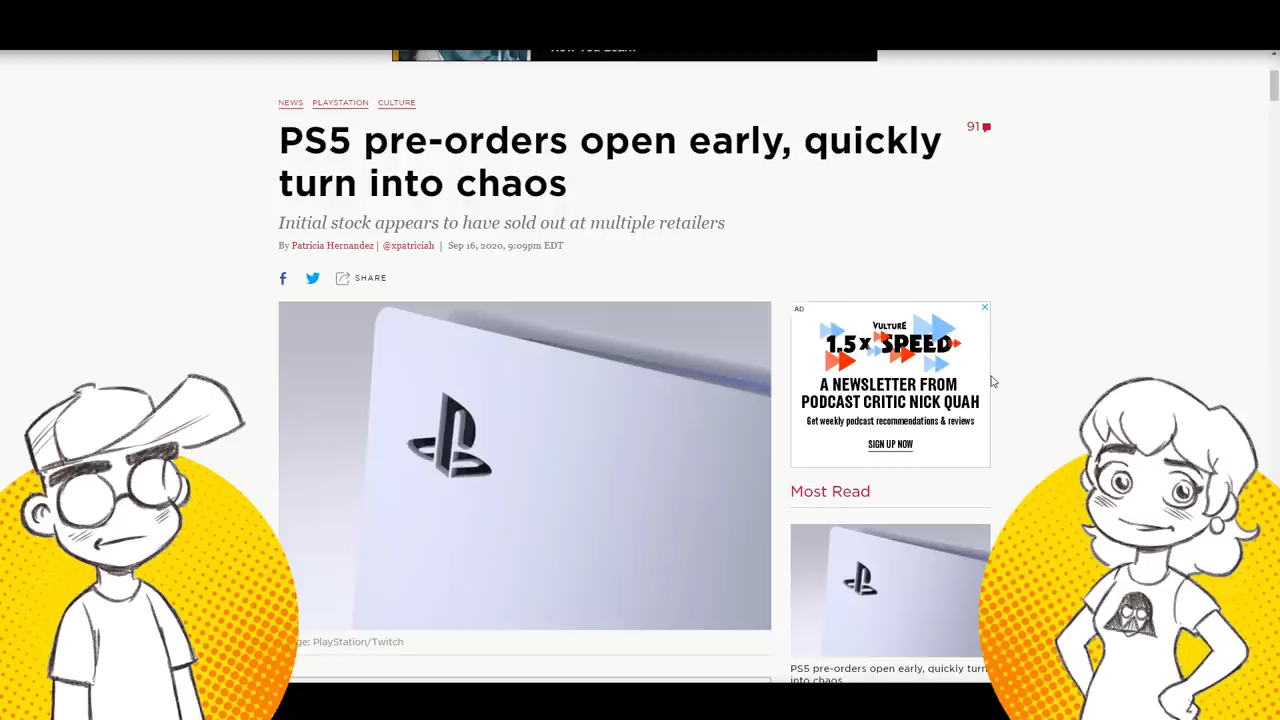 NEWS PLAYSTATION CULTURE
PS5 pre-orders open early, quickly
turn into chaos
91
Initial stock appears to have sold out at multiple retailers
By Patricia Hernandez | @xpatriciah | Sep 16, 2020, 9:09pm EDT
SHARE
AD
VULTURE
1.5x SPEED
A NEWSLETTER FROM
PODCAST CRITIC NICK QUAH
Get weekly podcast recommendations & reviews
SIGN UP NOW
Most Read
ge: PlayStation/Twitch
PS5 pre-orders open early, quickly turn
into chaos